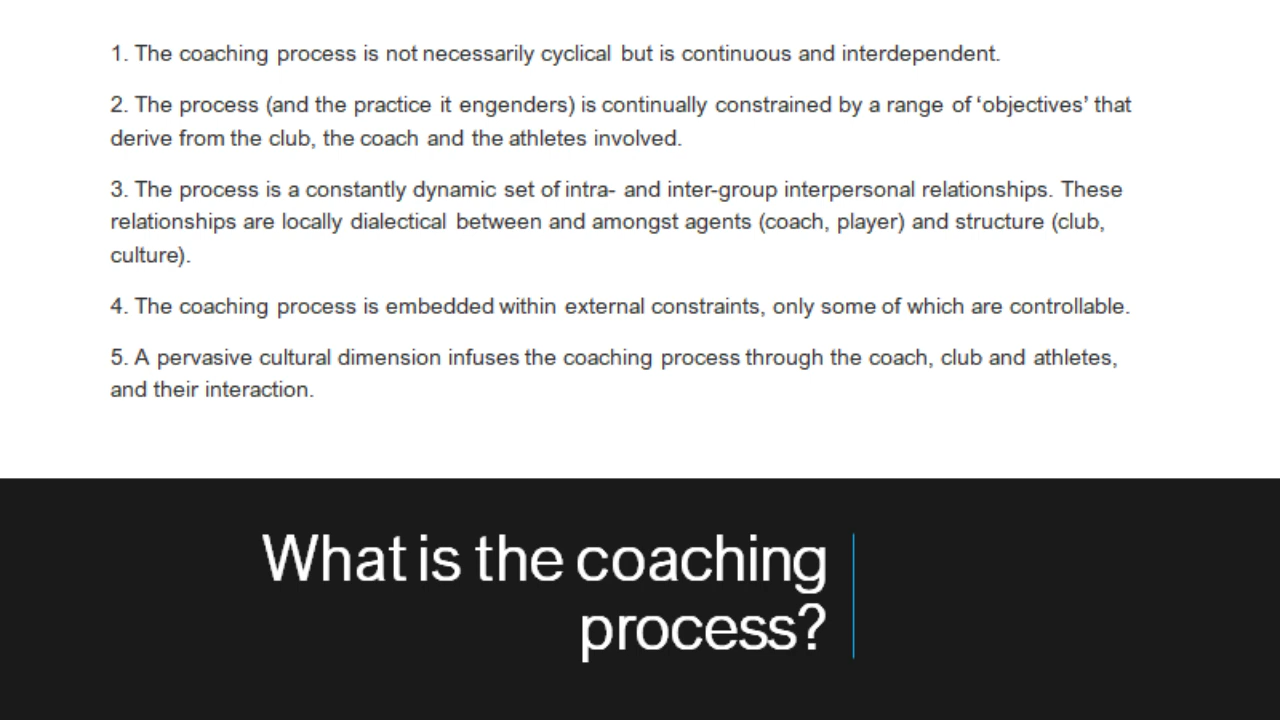 1. The coaching process is not necessarily cyclical but is continuous and interdependent.
2. The process (and the practice it engenders) is continually constrained by a range of ‘objectives’ that
derive from the club, the coach and the athletes involved.
3. The process is a constantly dynamic set of intra- and inter-group interpersonal relationships. These
relationships are locally dialectical between and amongst agents (coach, player) and structure (club,
culture).
4. The coaching process is embedded within external constraints, only some of which are controllable.
5. A pervasive cultural dimension infuses the coaching process through the coach, club and athletes,
and their interaction.
What is the coaching
process?